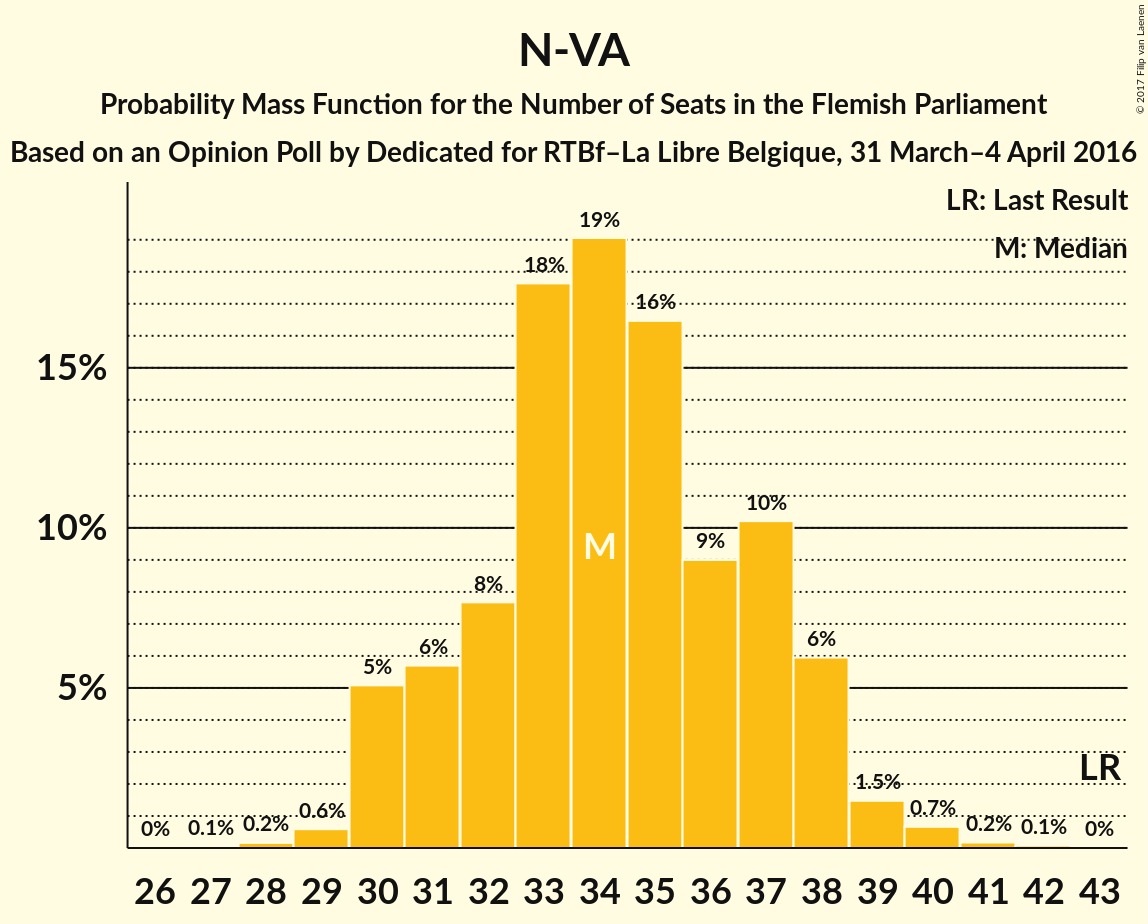 © 2017 Filip van Laenen
N-VA
Probability Mass Function for the Number of Seats in the Flemish Parliament
Based on an Opinion Poll by Dedicated for RTBf–La Libre Belgique, 31 March–4 April 2016
LR: Last Result
M: Median
15%
10%
5%
0%
0.1%
0.2%
0.6%
5%
6%
8%
18%
19%
16%
9%
10%
6%
1.5%
0.7%
0.2%
0.1%
0%
M
LR
26 27 28 29 30 31 32 33 34 35 36 37 38 39 40 41 42 43